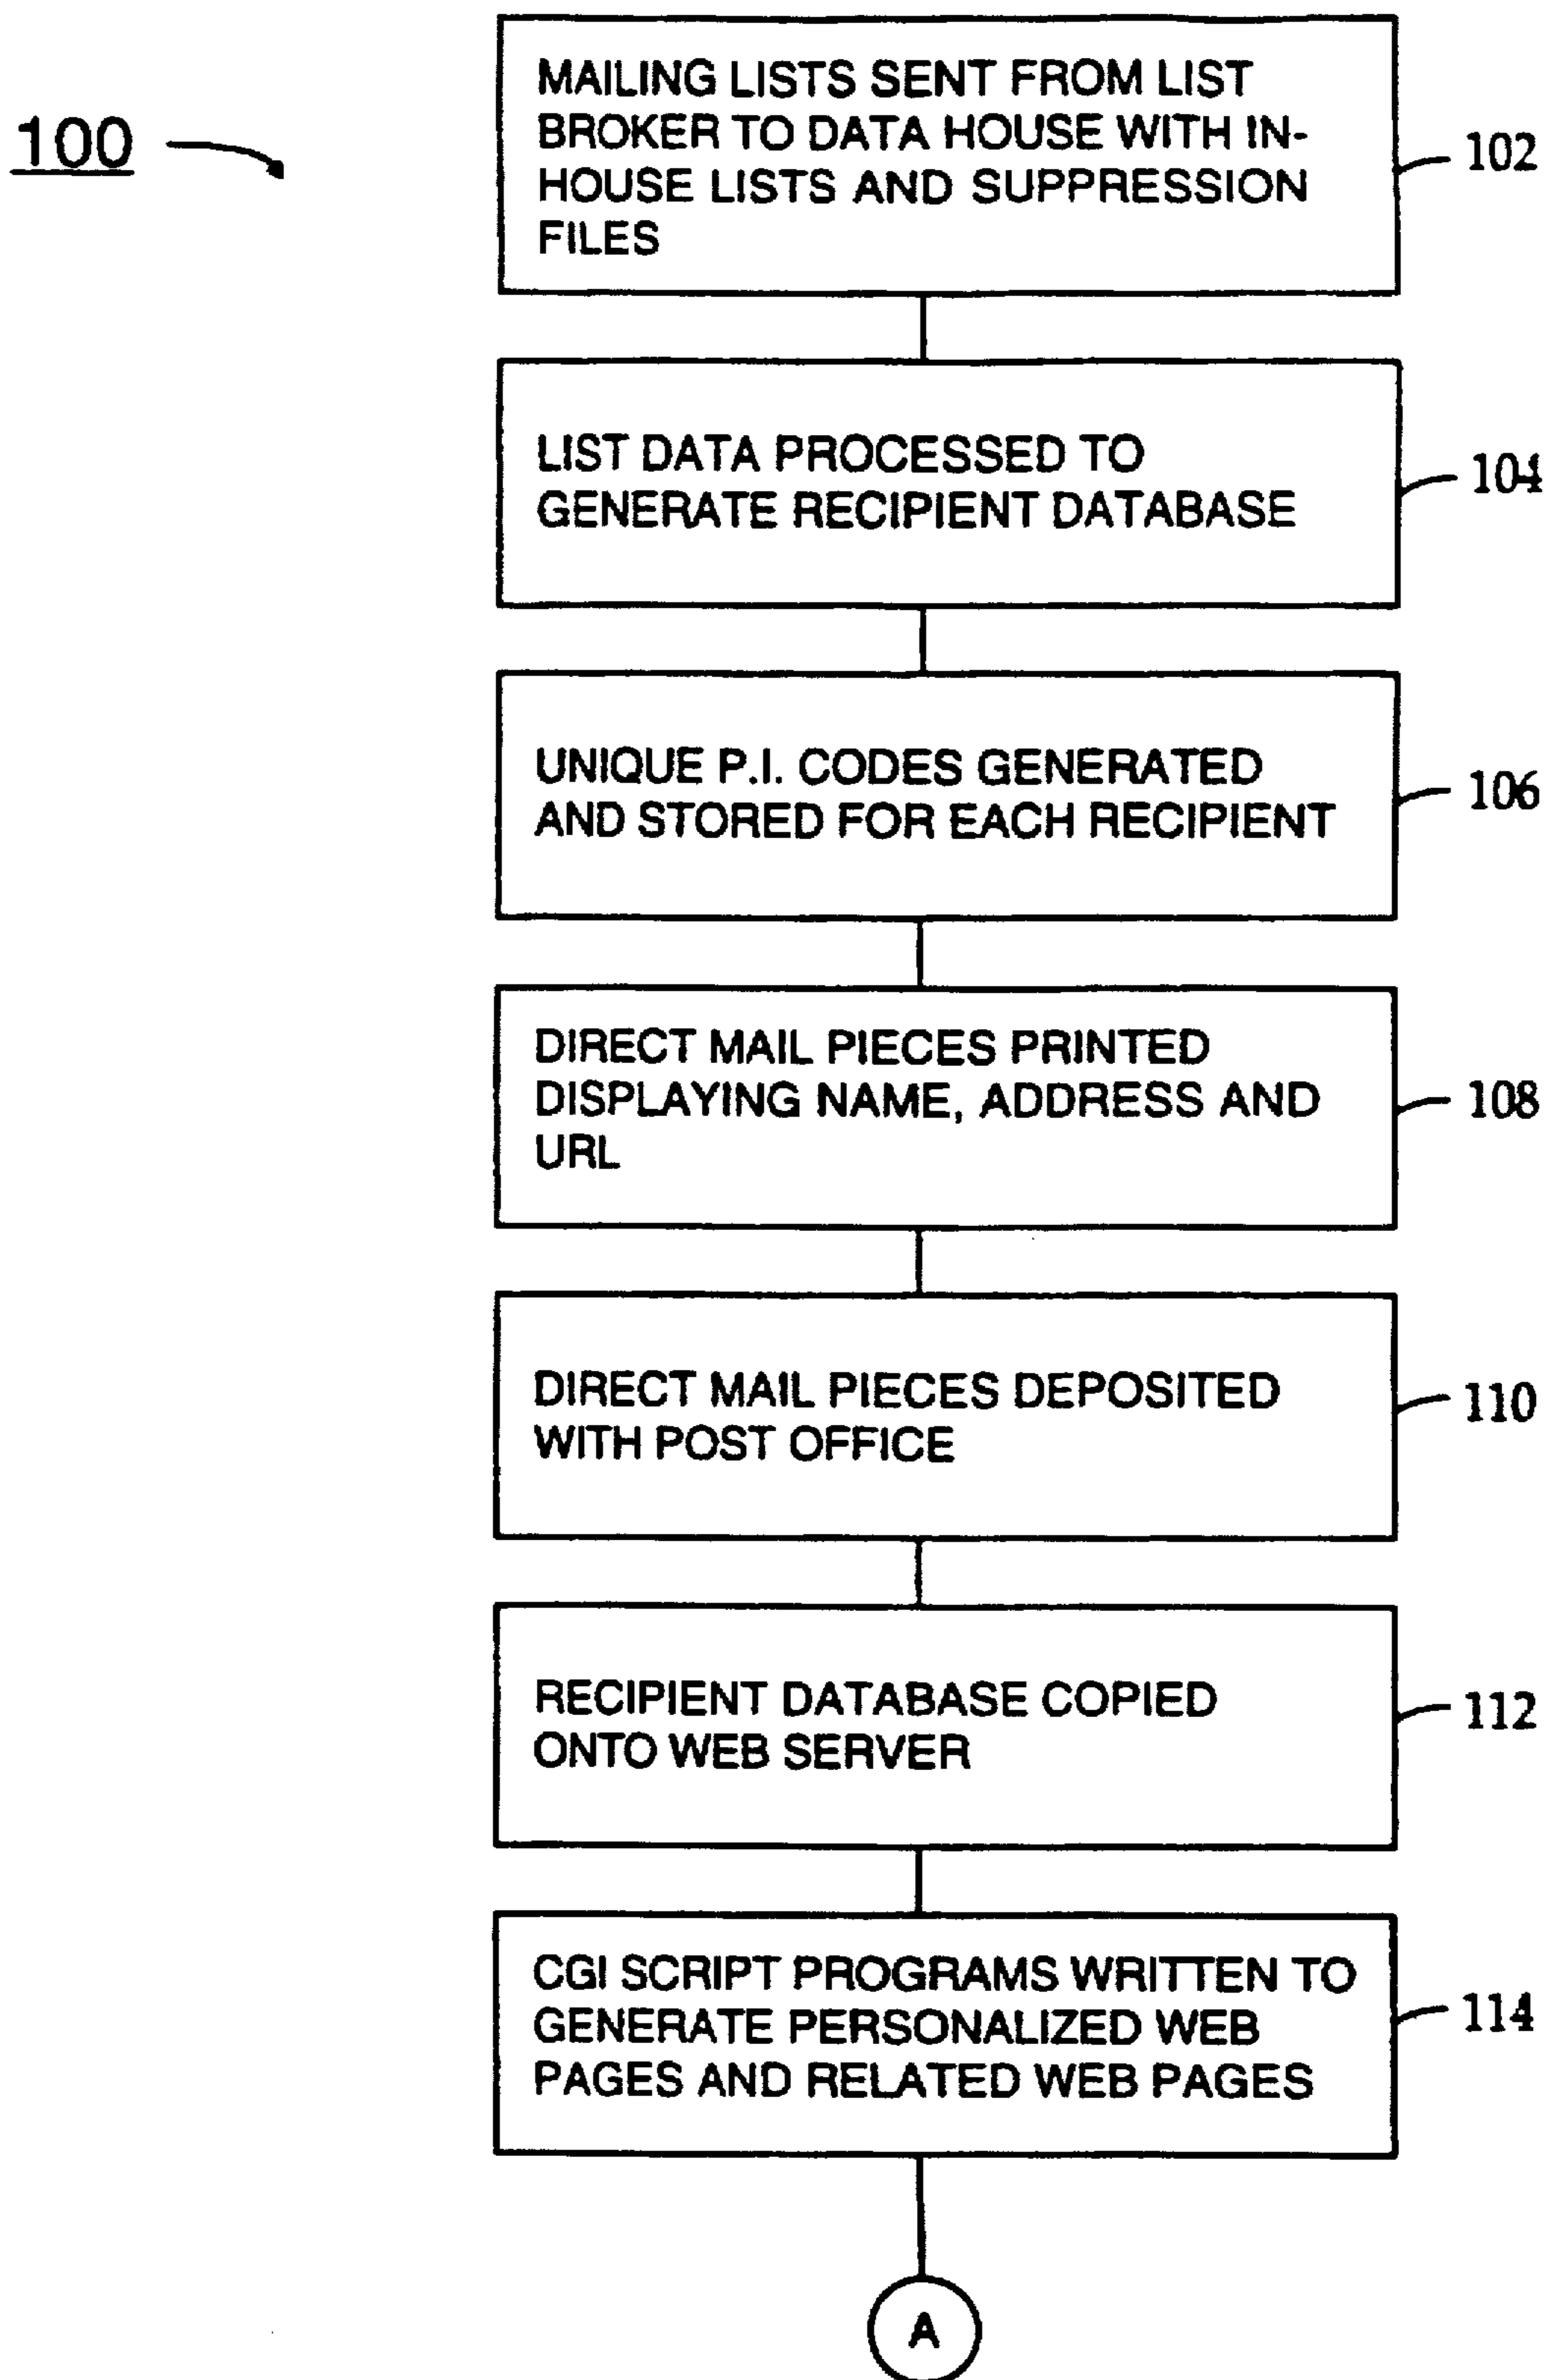 100
MAILING LISTS SENT FROM LIST
BROKER TO DATA HOUSE WITH IN-
HOUSE LISTS AND SUPPRESSION
FILES
102
LIST DATA PROCESSED TO
GENERATE RECIPIENT DATABASE
104
UNIQUE P.I. CODES GENERATED
AND STORED FOR EACH RECIPIENT
106
DIRECT MAIL PIECES PRINTED
DISPLAYING NAME, ADDRESS AND
URL
108
DIRECT MAIL PIECES DEPOSITED
WITH POST OFFICE
110
RECIPIENT DATABASE COPIED
ONTO WEB SERVER
112
CGI SCRIPT PROGRAMS WRITTEN TO
GENERATE PERSONALIZED WEB
PAGES AND RELATED WEB PAGES
114
A